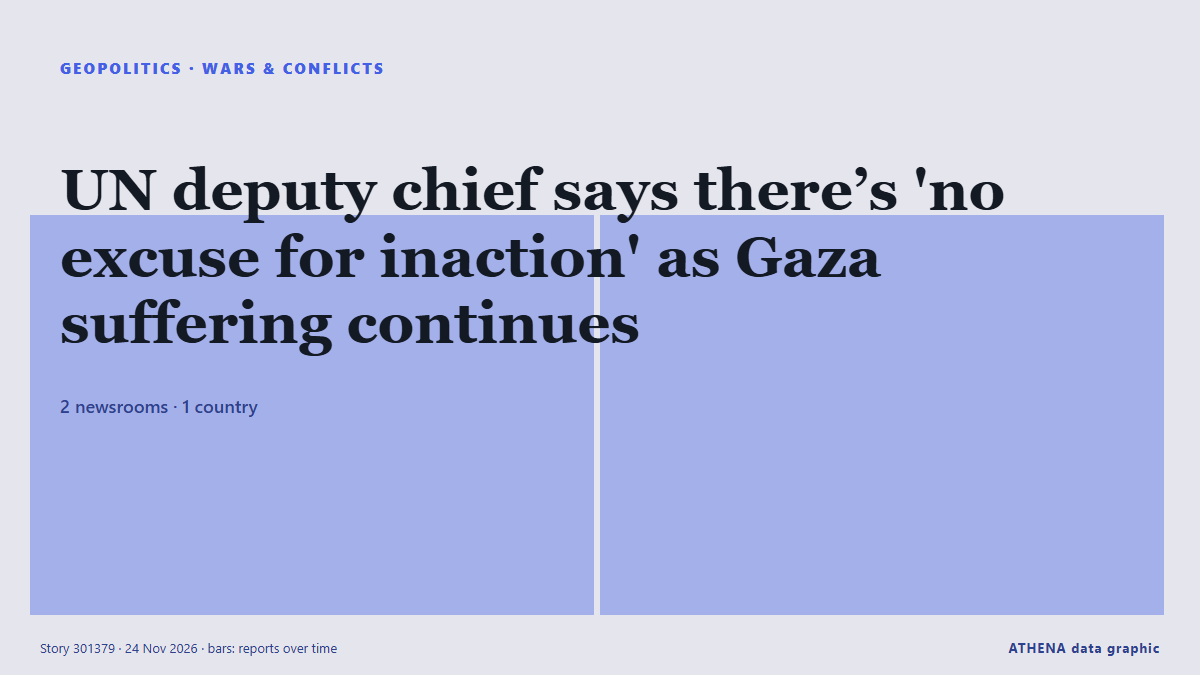 GEOPOLITICS · WARS & CONFLICTS
UN deputy chief says there’s 'no
excuse for inaction' as Gaza
suffering continues
2 newsrooms · 1 country
Story 301379 · 24 Nov 2026 · bars: reports over time
ATHENA data graphic